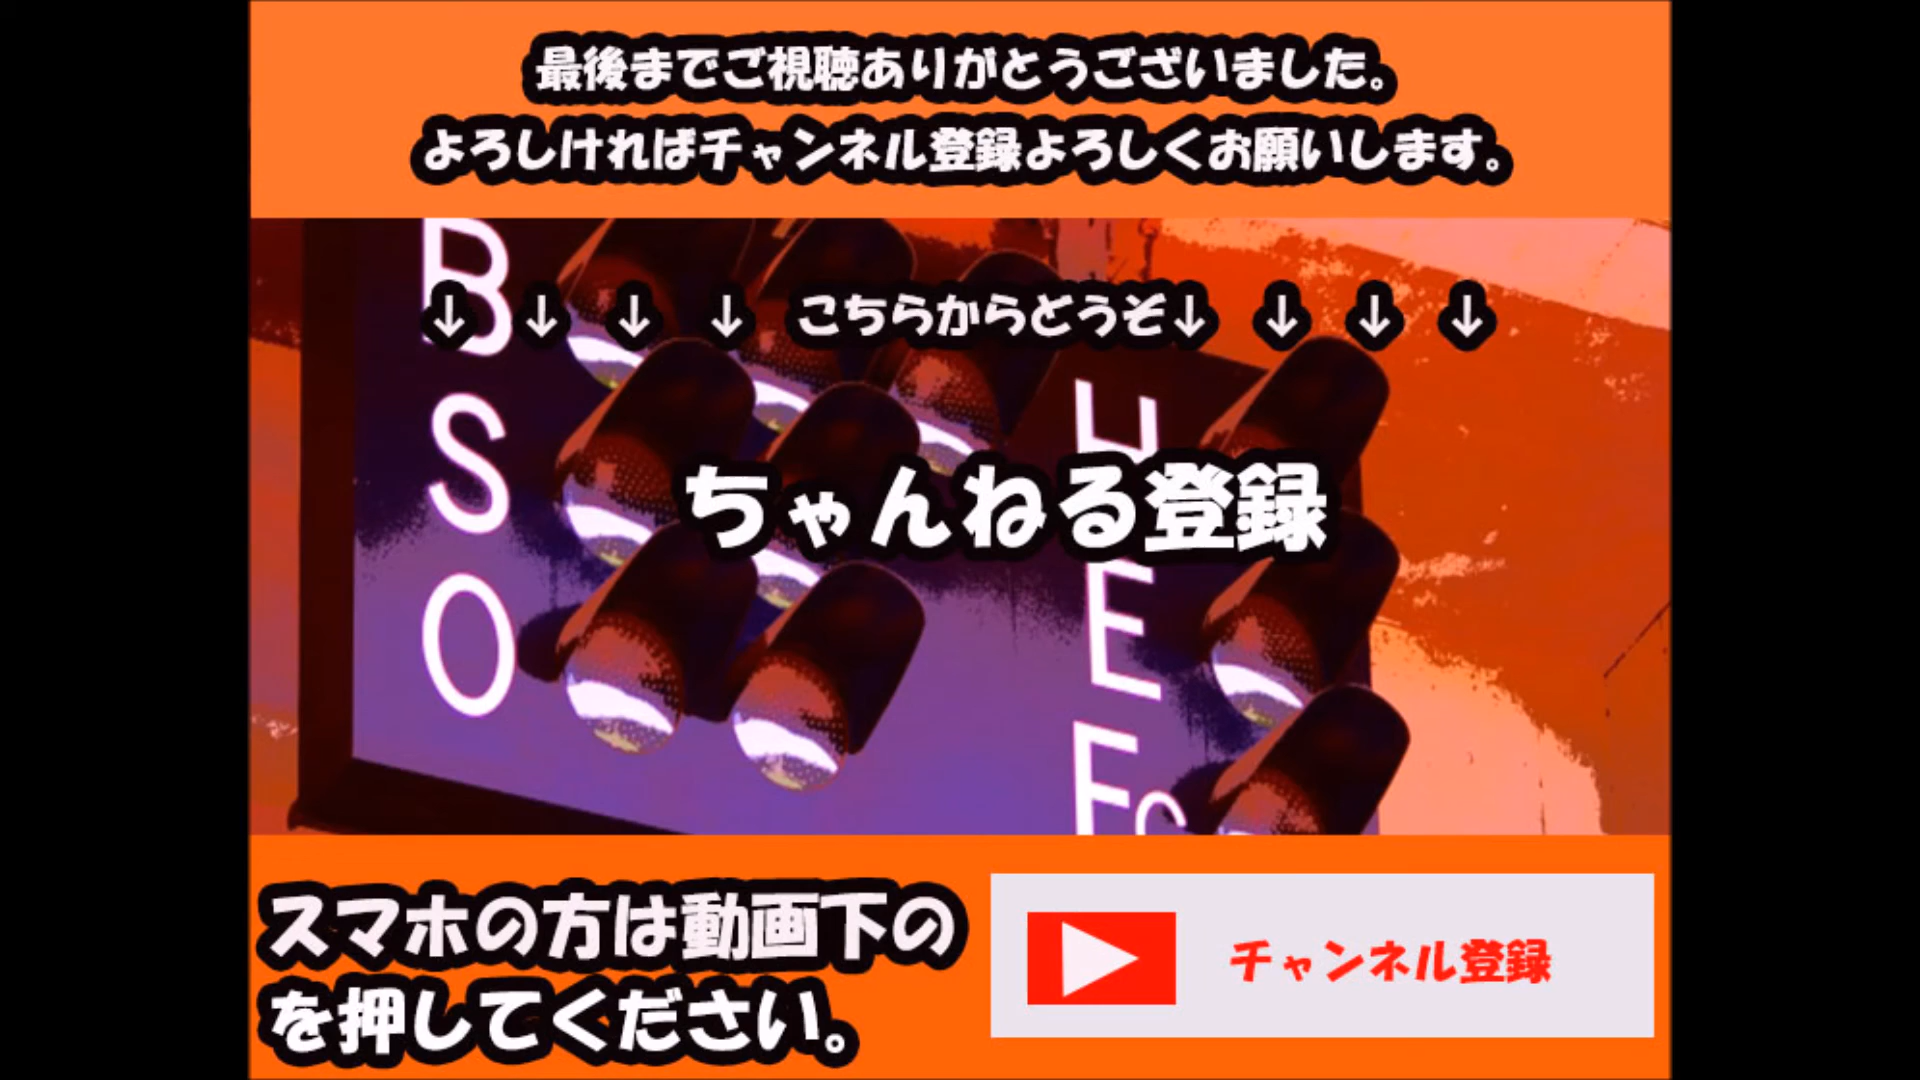 最後までご視聴ありがとうございました。
よろしければチャンネル登録よろしくお願いします。
↓ ↓ ↓ ↓ こちらからどうぞ↓ ↓ ↓ ↓
ちゃんねる登録
B
S
O
E
スマホの方は動画下の
を押してください。
チャンネル登録